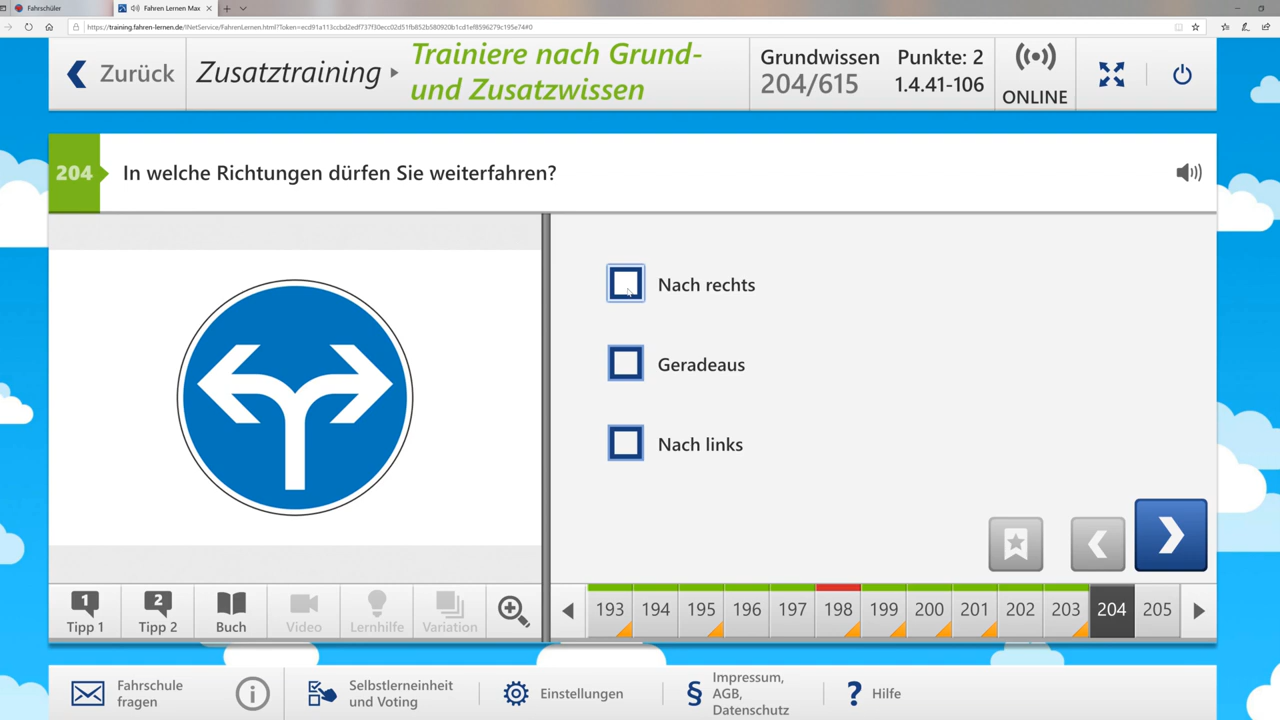 Fahrschüler
Fahren Lernen Max
Zurück
Zusatztraining
Trainiere nach Grund-
und Zusatzwissen
Grundwissen
204/615
Punkte: 2
1.4.41-106
ONLINE
204
In welche Richtungen dürfen Sie weiterfahren?
Nach rechts
Geradeaus
Nach links
1
Tipp 1
2
Tipp 2
Buch
Video
Lernhilfe
Variation
193 194 195 196 197 198 199 200 201 202 203 204 205
Fahrschule
fragen
Selbstlerneinheit
und Voting
Einstellungen
§
Impressum,
AGB,
Datenschutz
?
Hilfe